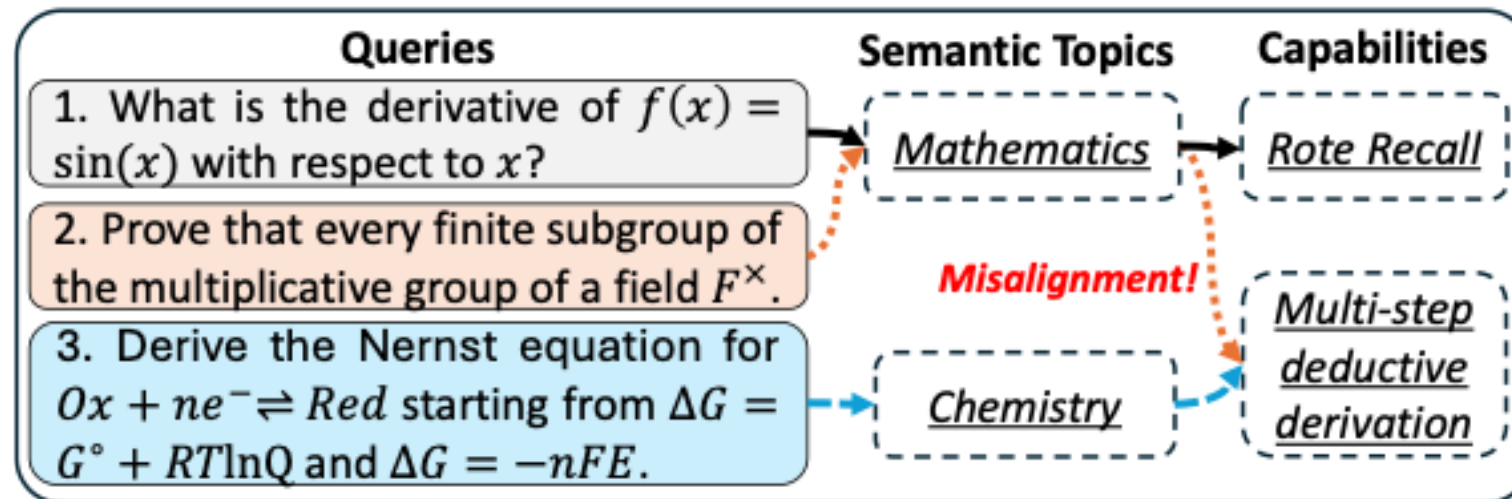 Queries
Semantic Topics
Capabilities
1. What is the derivative of f(x) =
sin(x) with respect to x?
Mathematics
Rote Recall
2. Prove that every finite subgroup of
the multiplicative group of a field F×.
Misalignment!
3. Derive the Nernst equation for
Ox + ne⁻ ⇌ Red starting from ΔG =
G° + RTlnQ and ΔG = −nFE.
Chemistry
Multi-step
deductive
derivation